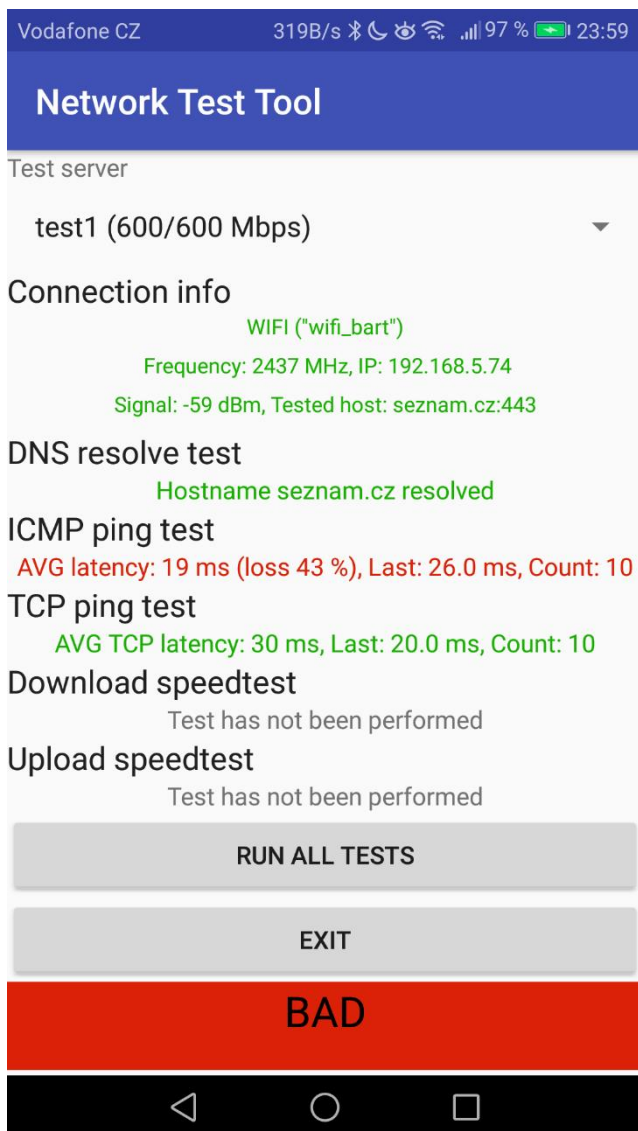 Vodafone CZ 319B/s 97 % 23:59
Network Test Tool
Test server
test1 (600/600 Mbps)
Connection info
WIFI ("wifi_bart")
Frequency: 2437 MHz, IP: 192.168.5.74
Signal: -59 dBm, Tested host: seznam.cz:443
DNS resolve test
Hostname seznam.cz resolved
ICMP ping test
AVG latency: 19 ms (loss 43 %), Last: 26.0 ms, Count: 10
TCP ping test
AVG TCP latency: 30 ms, Last: 20.0 ms, Count: 10
Download speedtest
Test has not been performed
Upload speedtest
Test has not been performed
RUN ALL TESTS
EXIT
BAD